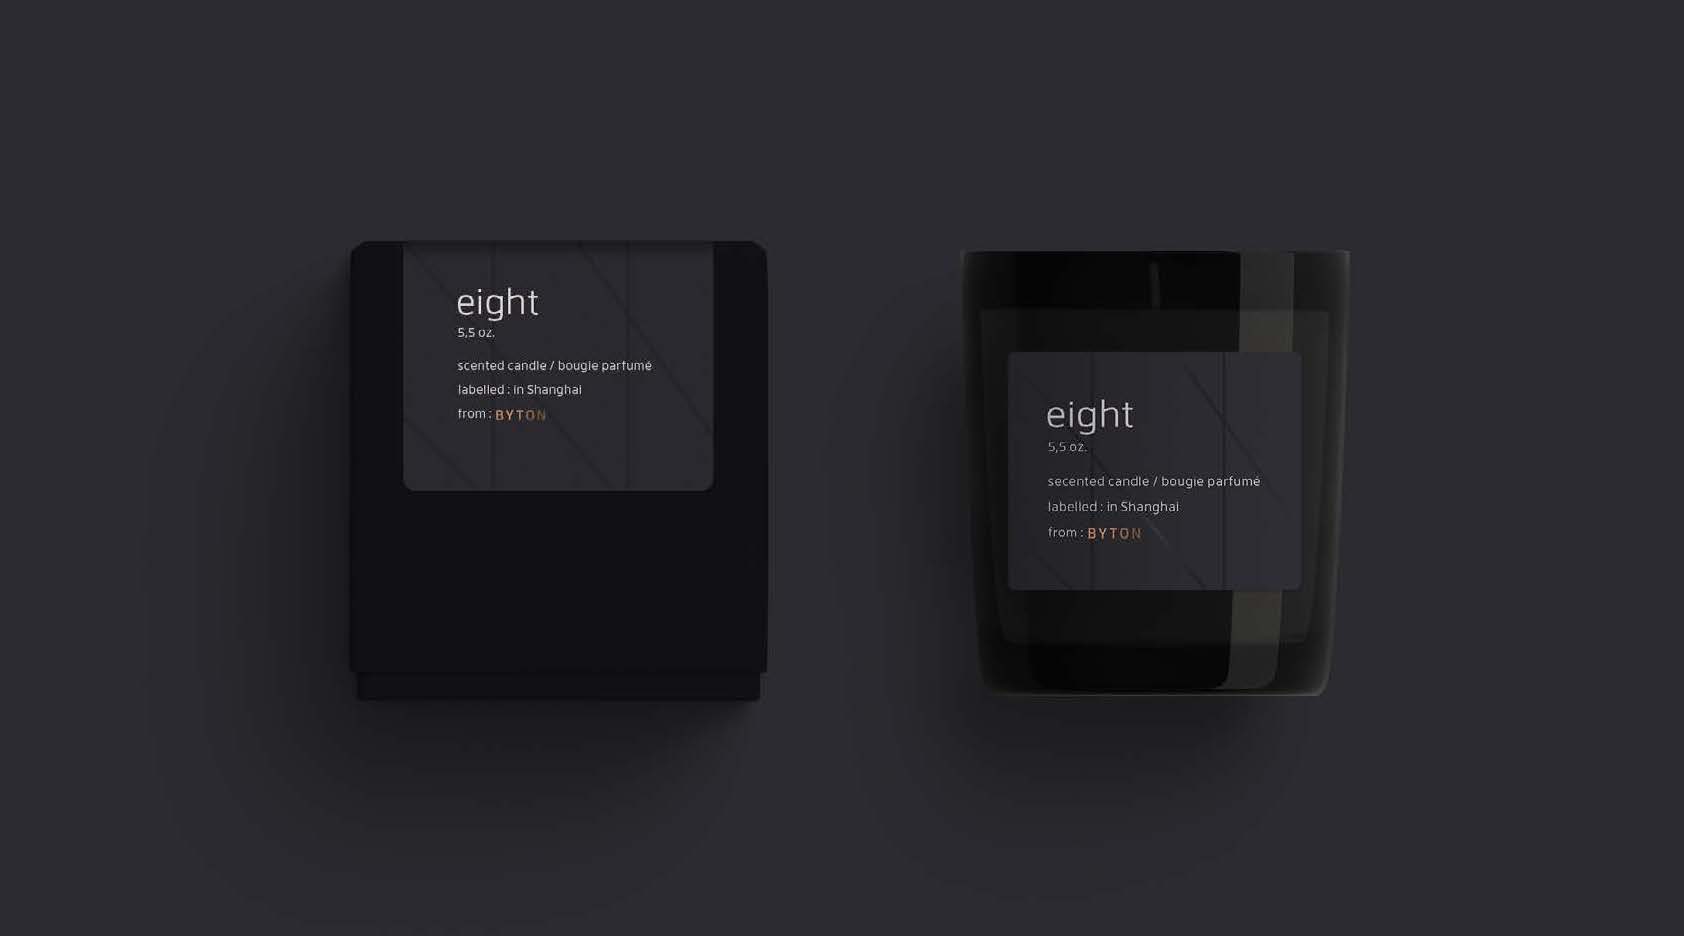 eight
5,5 oz.
scented candle / bougie parfumé
labelled : in Shanghai
from : BYTON
eight
5,5 oz.
secented candle / bougie parfumé
labelled : in Shanghai
from : BYTON